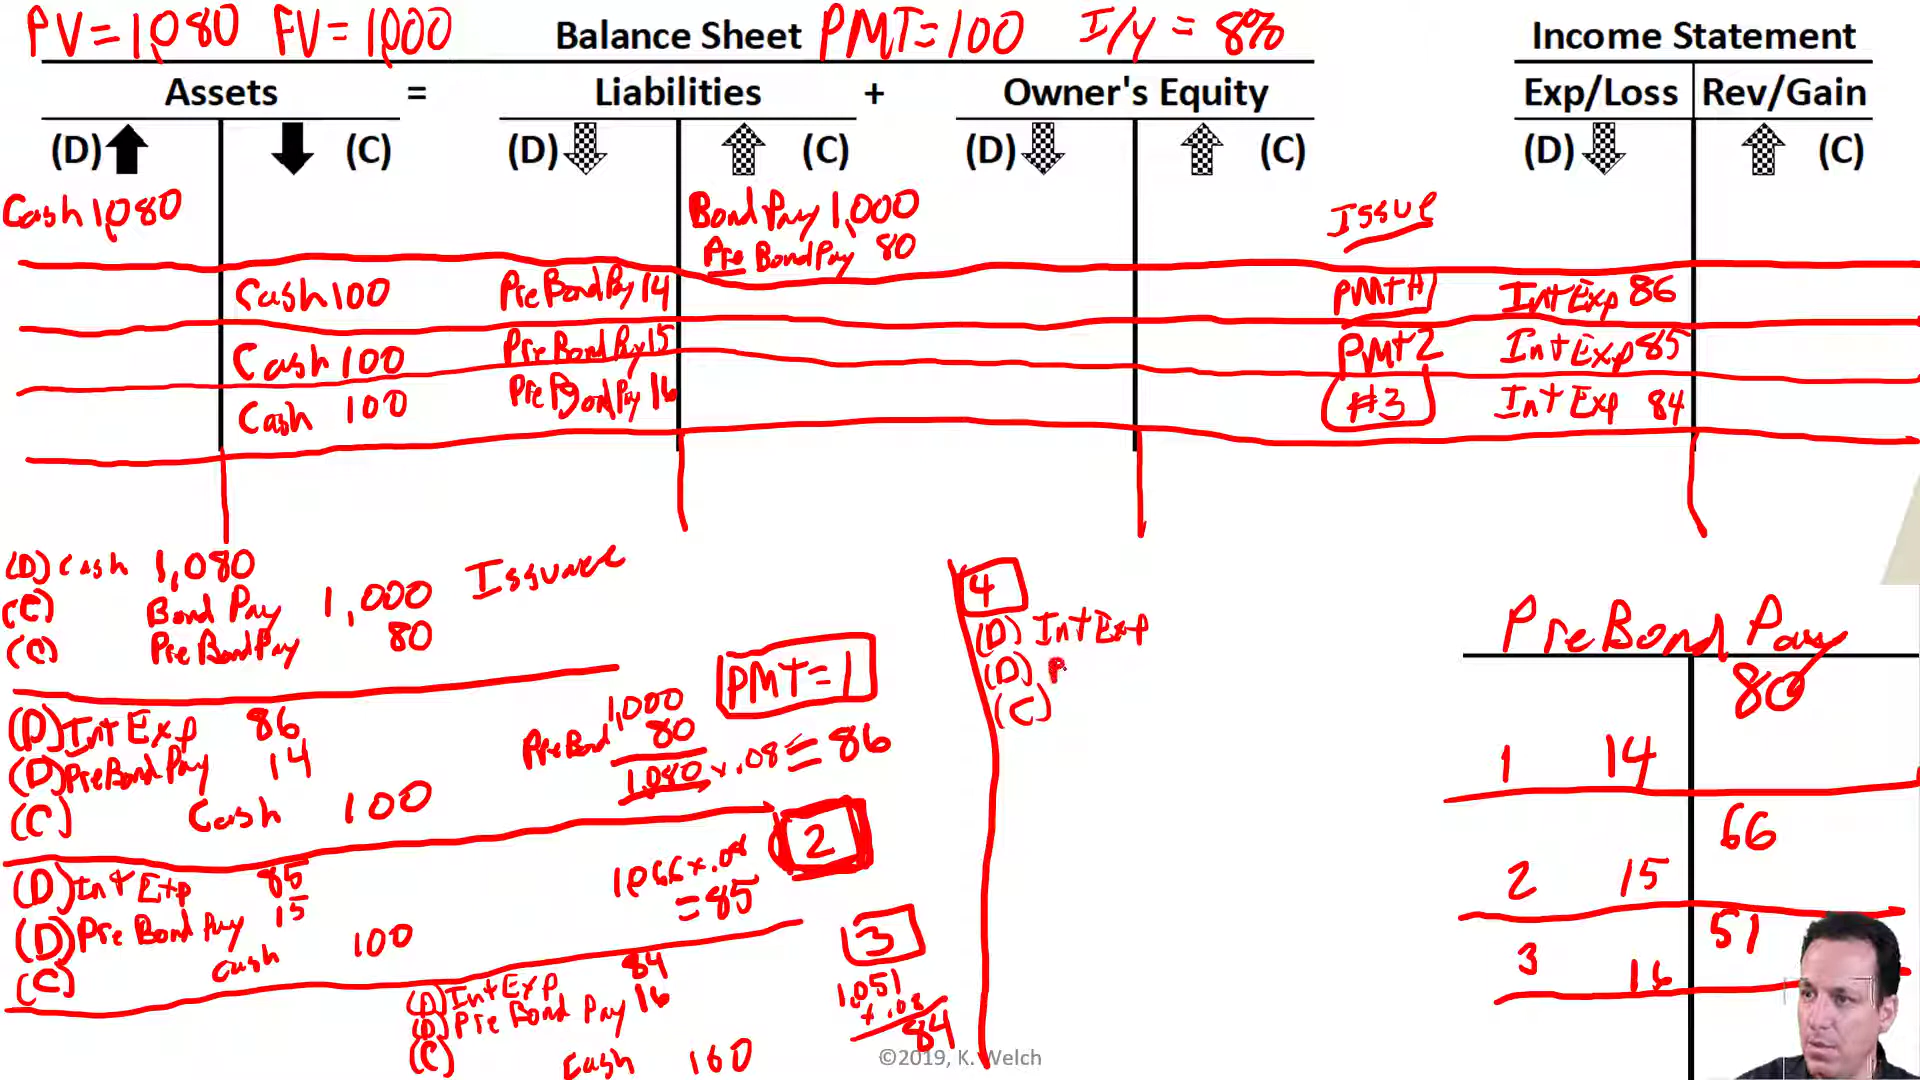 PV=1,080 FV=1,000 Balance Sheet PMT=100 I/Y=8% Income Statement
Assets = Liabilities + Owner's Equity Exp/Loss Rev/Gain
(D) (C) (D) (C) (D) (C) (D) (C)
Cash 1,080 Bond Pay 1,000 Issue
Pre Bond Pay 80
Cash 100 Pre Bond Pay 14 PMT#1 Int Exp 86
Cash 100 Pre Bond Pay 15 PMT 2 Int Exp 85
Cash 100 Pre Bond Pay 16 #3 Int Exp 84
(D) Cash 1,080
(C) Bond Pay 1,000
(C) Pre Bond Pay 80
(D) Int Exp 86
(D) Pre Bond Pay 14
(C) Cash 100
PMT=1
1,000
Pre Bond 80
1,080 x .08 = 86
(D) Int Exp 85
(D) Pre Bond Pay 15
(C) Cash 100
2
1066 x .08
= 85
(D) Int Exp 84
(D) Pre Bond Pay 16
(C) Cash 100
3
1,051
x .08
84
4
(D) Int Exp
(D) P
(C)
Pre Bond Pay
80
1 14
66
2 15
51
3 16
©2019, K. Welch